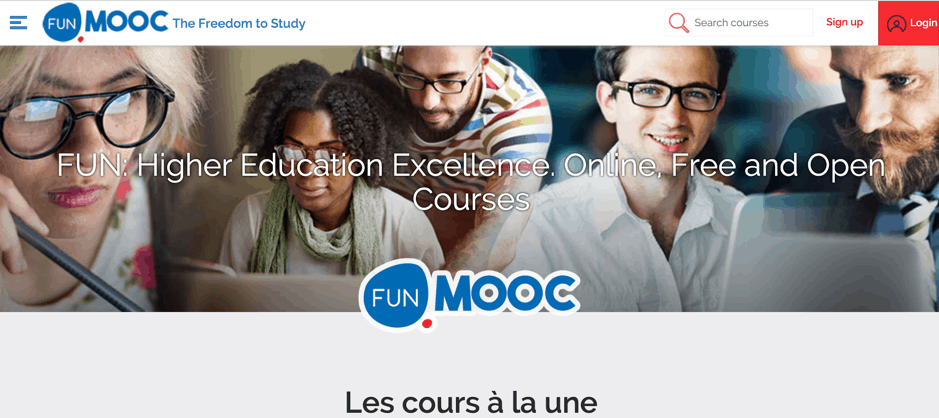 FUN MOOC The Freedom to Study
Search courses
Sign up
Login
FUN: Higher Education Excellence. Online, Free and Open
Courses
FUN MOOC
Les cours à la une